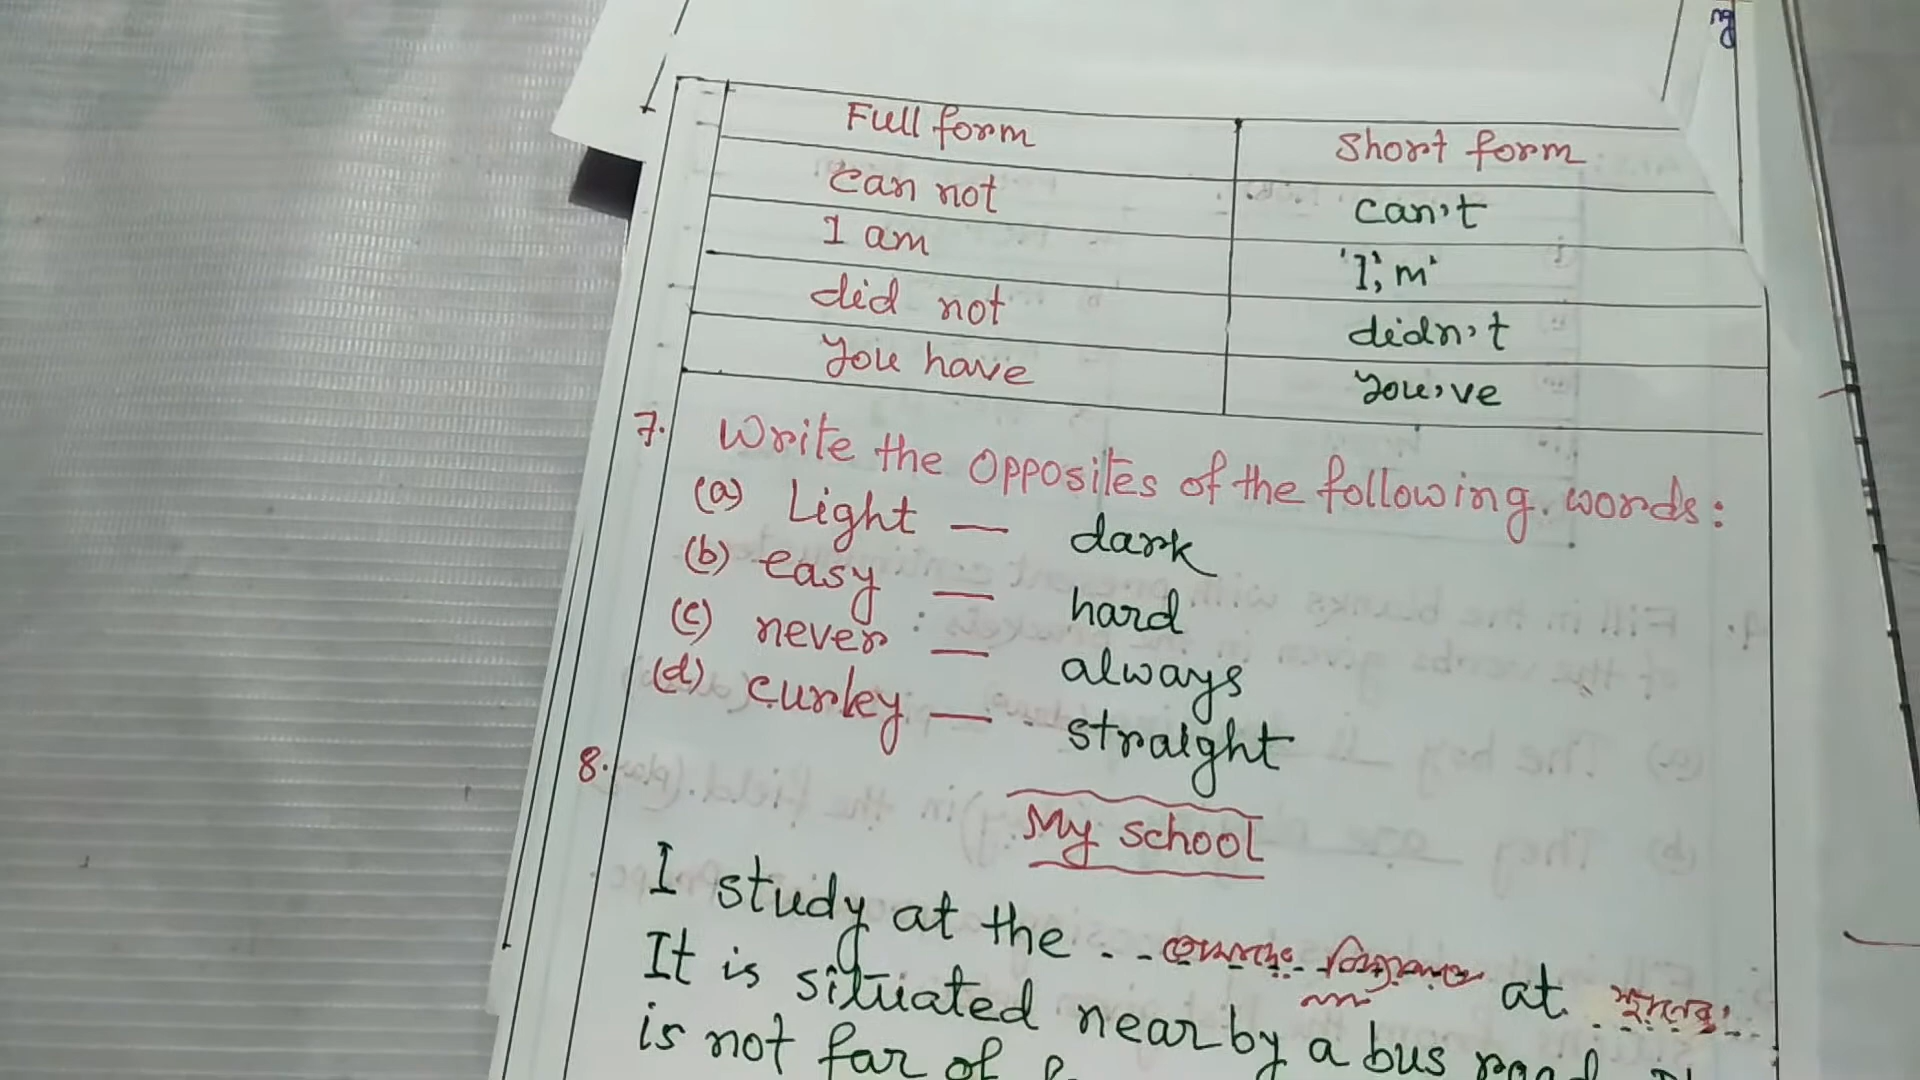 Full form Short form
can not can't
I am 'I,m'
did not didn't
you have you've
7. Write the opposites of the following words:
(a) Light — dark
(b) easy — hard
(c) never — always
(d) curley — straight
8. My school
I study at the ... at
It is situated near by a bus road.
is not far of